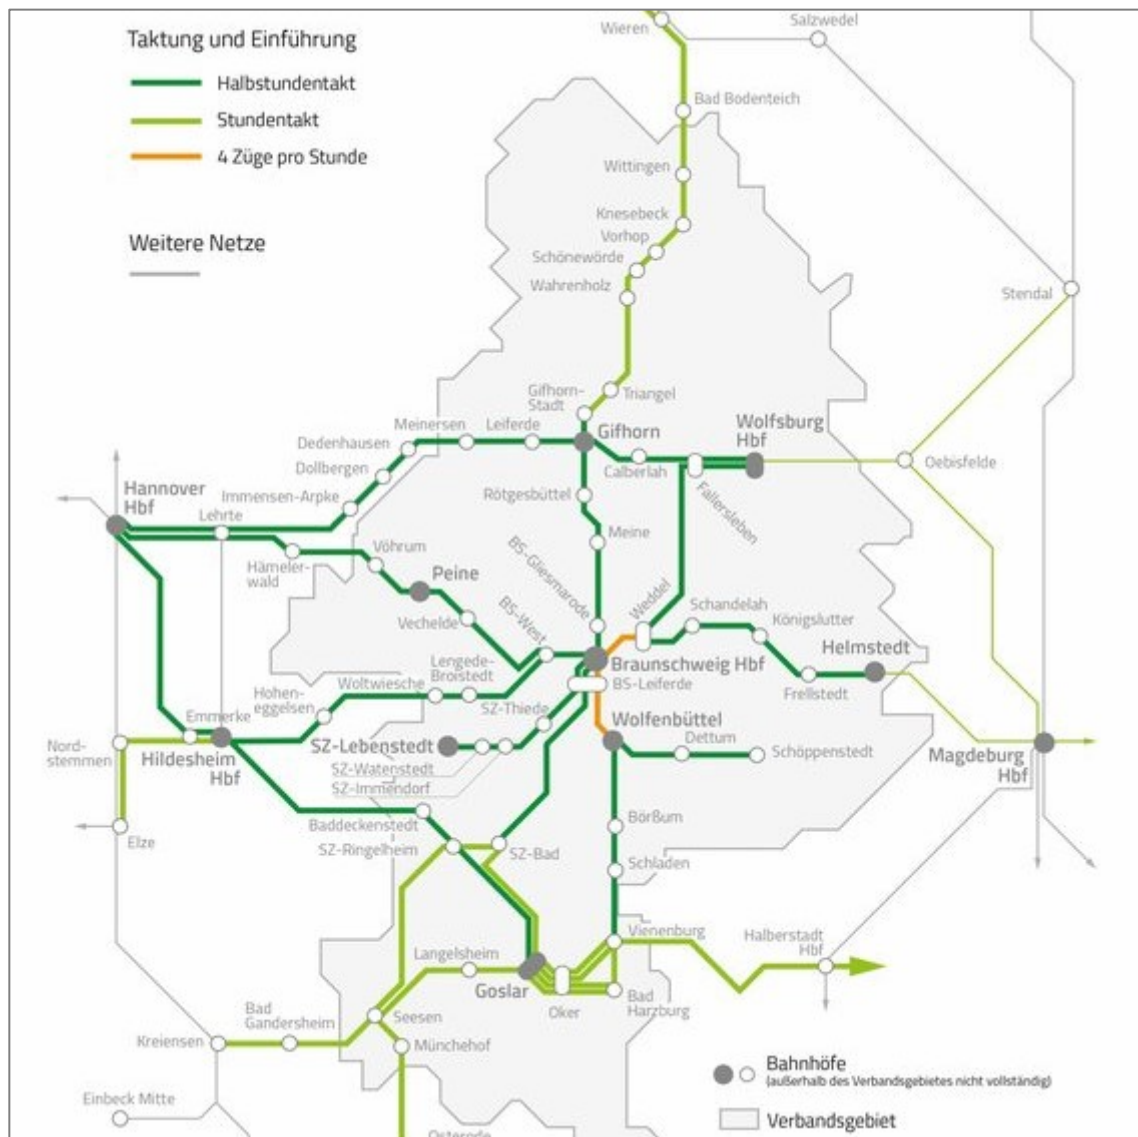 Taktung und Einführung
Halbstundentakt
Stundentakt
4 Züge pro Stunde
Weitere Netze
Wieren
Salzwedel
Bad Bodenteich
Wittingen
Knesebeck
Vorhop
Schönewörde
Wahrenholz
Stendal
Gifhorn-
Stadt
Triangel
Meinersen
Leiferde
Gifhorn
Wolfsburg
Hbf
Dedenhausen
Dollbergen
Calberlah
Oebisfelde
Hannover
Hbf
Immensen-Arpke
Lehrte
Rötgesbüttel
Fallersleben
Meine
Hämeler-
wald
Vöhrum
Peine
BS-Gliesmarode
Vechelde
BS-West
Weddel
Schandelah
Königslutter
Helmstedt
Braunschweig Hbf
Lengede-
Broistedt
BS-Leiferde
Woltwiesche
Frellstedt
Hohen-
eggelsen
SZ-Thiede
Emmerke
Wolfenbüttel
Nord-
stemmen
Hildesheim
Hbf
SZ-Lebenstedt
Dettum
Schöppenstedt
Magdeburg
Hbf
SZ-Watenstedt
SZ-Immendorf
Elze
Baddeckenstedt
Börßum
SZ-Ringelheim
SZ-Bad
Schladen
Vienenburg
Halberstadt
Hbf
Langelsheim
Goslar
Oker
Bad
Harzburg
Bad
Gandersheim
Seesen
Kreiensen
Münchehof
Einbeck Mitte
Osterode
Bahnhöfe
(außerhalb des Verbandsgebietes nicht vollständig)
Verbandsgebiet